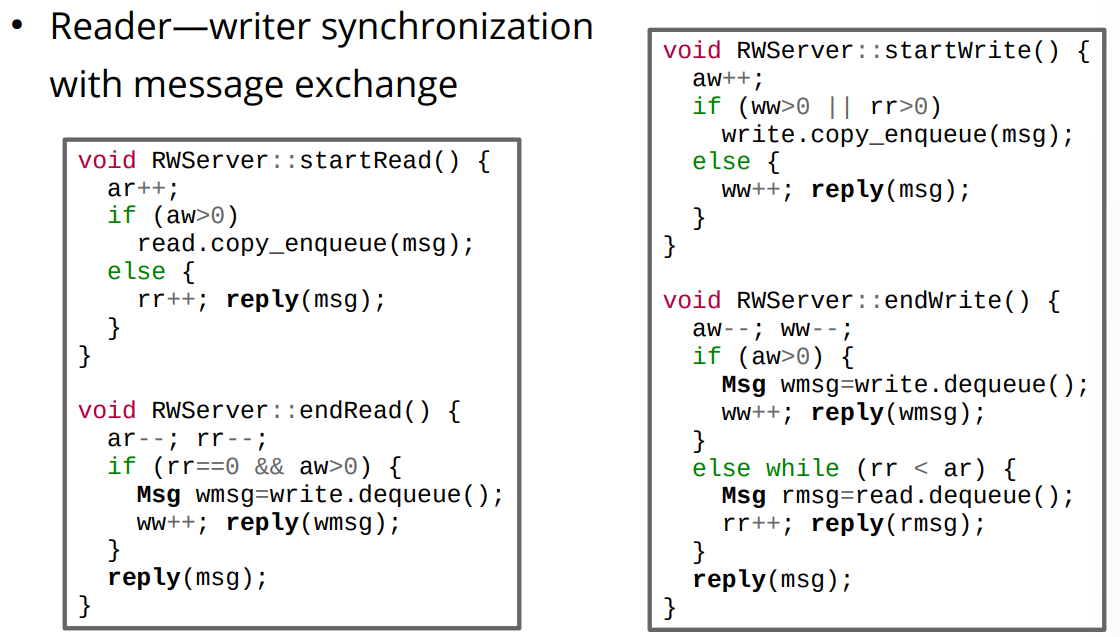 • Reader—writer synchronization
with message exchange
void RWServer::startRead() {
  ar++;
  if (aw>0)
    read.copy_enqueue(msg);
  else {
    rr++; reply(msg);
  }
}

void RWServer::endRead() {
  ar--; rr--;
  if (rr==0 && aw>0) {
    Msg wmsg=write.dequeue();
    ww++; reply(wmsg);
  }
  reply(msg);
}
void RWServer::startWrite() {
  aw++;
  if (ww>0 || rr>0)
    write.copy_enqueue(msg);
  else {
    ww++; reply(msg);
  }
}

void RWServer::endWrite() {
  aw--; ww--;
  if (aw>0) {
    Msg wmsg=write.dequeue();
    ww++; reply(wmsg);
  }
  else while (rr < ar) {
    Msg rmsg=read.dequeue();
    rr++; reply(rmsg);
  }
  reply(msg);
}